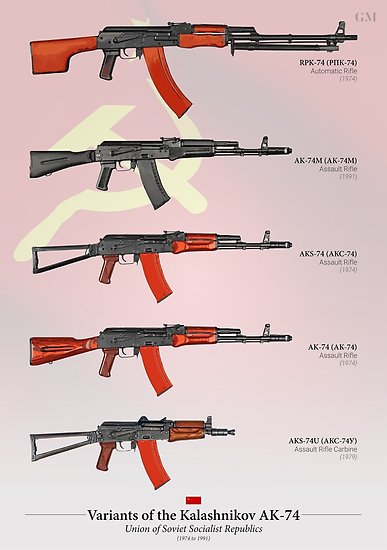 GM
RPK-74 (РПК-74)
Automatic Rifle
(1974)
AK-74M (АК-74М)
Assault Rifle
(1991)
AKS-74 (АКС-74)
Assault Rifle
(1974)
AK-74 (АК-74)
Assault Rifle
(1974)
AKS-74U (АКС-74У)
Assault Rifle Carbine
(1979)
Variants of the Kalashnikov AK-74
Union of Soviet Socialist Republics
(1974 to 1991)